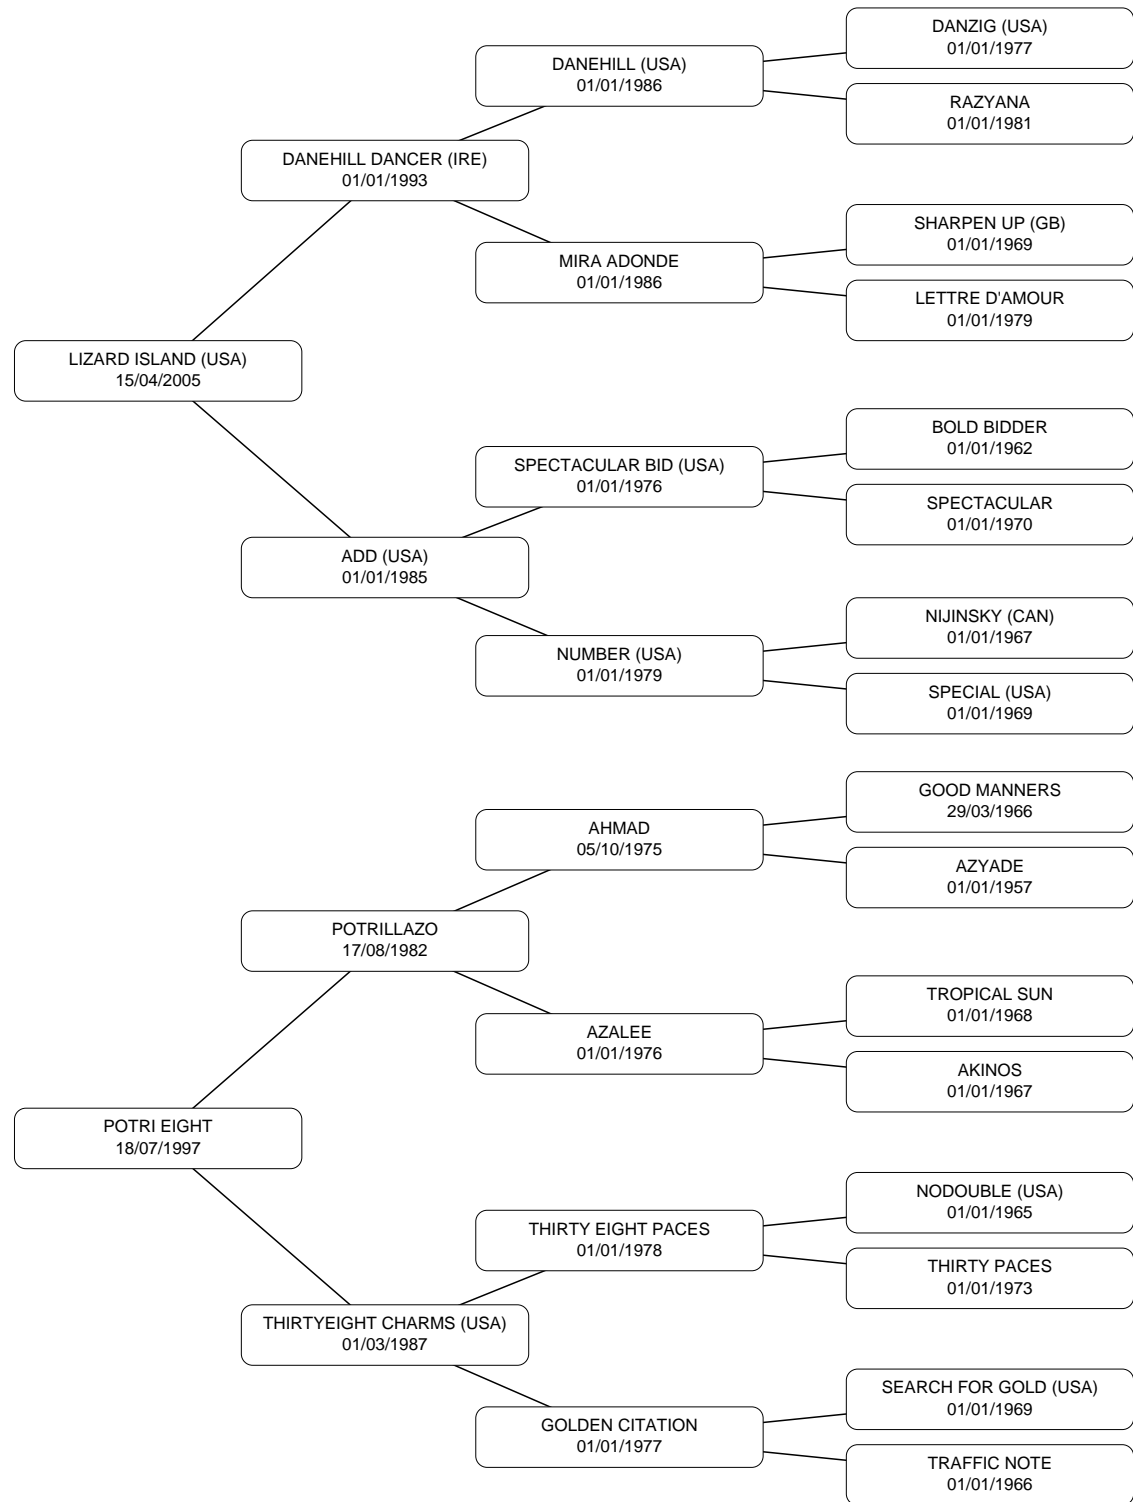 DANZIG (USA)
01/01/1977
DANEHILL (USA)
01/01/1986
RAZYANA
01/01/1981
DANEHILL DANCER (IRE)
01/01/1993
SHARPEN UP (GB)
01/01/1969
MIRA ADONDE
01/01/1986
LETTRE D'AMOUR
01/01/1979
LIZARD ISLAND (USA)
15/04/2005
BOLD BIDDER
01/01/1962
SPECTACULAR BID (USA)
01/01/1976
SPECTACULAR
01/01/1970
ADD (USA)
01/01/1985
NIJINSKY (CAN)
01/01/1967
NUMBER (USA)
01/01/1979
SPECIAL (USA)
01/01/1969
GOOD MANNERS
29/03/1966
AHMAD
05/10/1975
AZYADE
01/01/1957
POTRILLAZO
17/08/1982
TROPICAL SUN
01/01/1968
AZALEE
01/01/1976
AKINOS
01/01/1967
POTRI EIGHT
18/07/1997
NODOUBLE (USA)
01/01/1965
THIRTY EIGHT PACES
01/01/1978
THIRTY PACES
01/01/1973
THIRTYEIGHT CHARMS (USA)
01/03/1987
SEARCH FOR GOLD (USA)
01/01/1969
GOLDEN CITATION
01/01/1977
TRAFFIC NOTE
01/01/1966